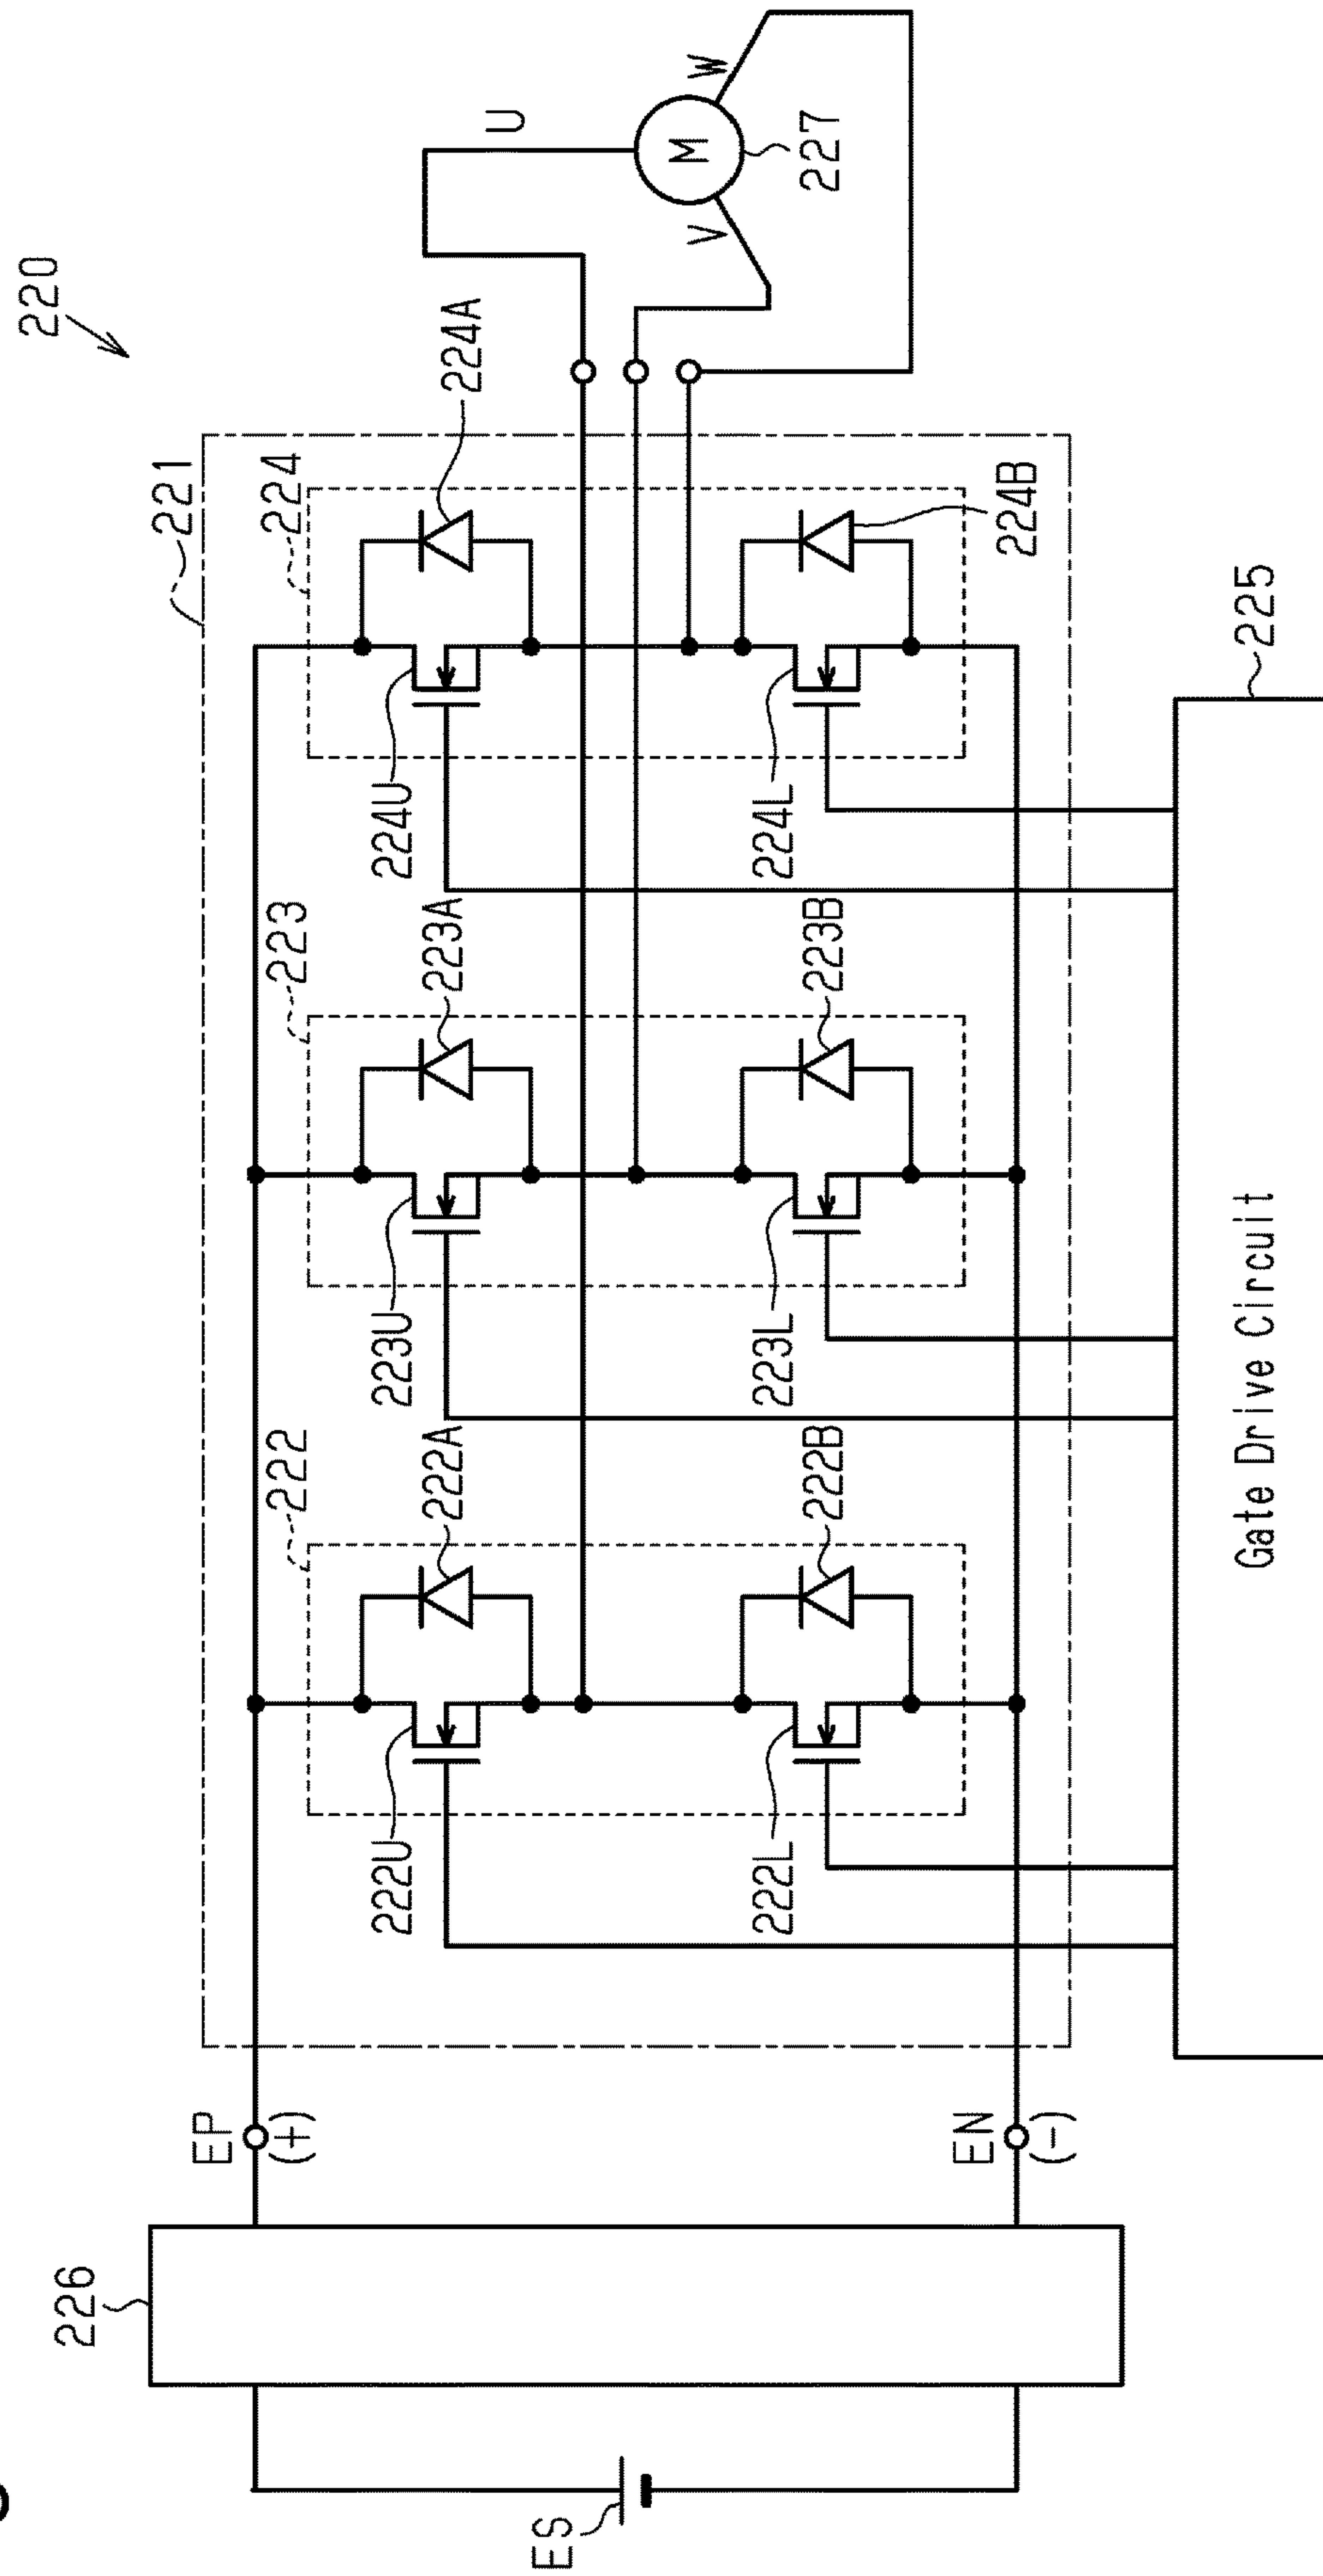 220
221
224
224A
U
W
M
V
227
224U
224L
224B
223
223A
223U
223L
223B
222
222A
222U
222L
222B
225
Gate Drive Circuit
226
EP
(+)
EN
(-)
ES